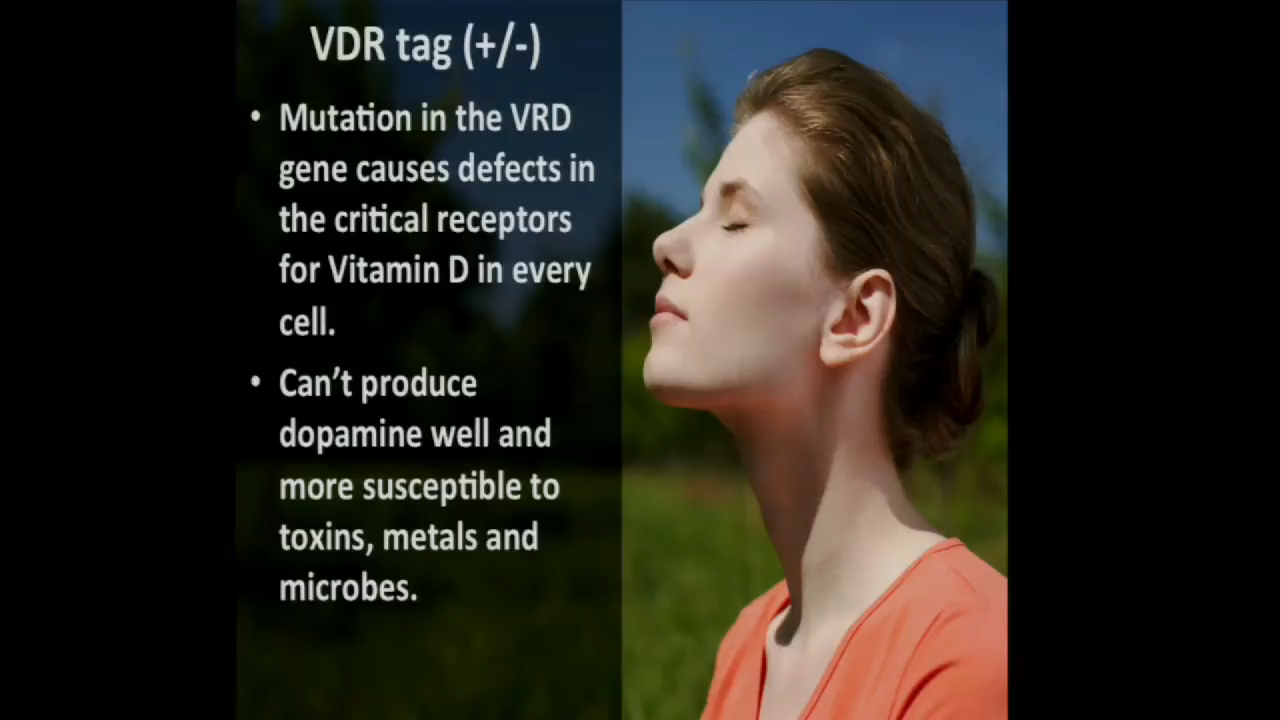 VDR tag (+/-)
• Mutation in the VRD
gene causes defects in
the critical receptors
for Vitamin D in every
cell.
• Can’t produce
dopamine well and
more susceptible to
toxins, metals and
microbes.